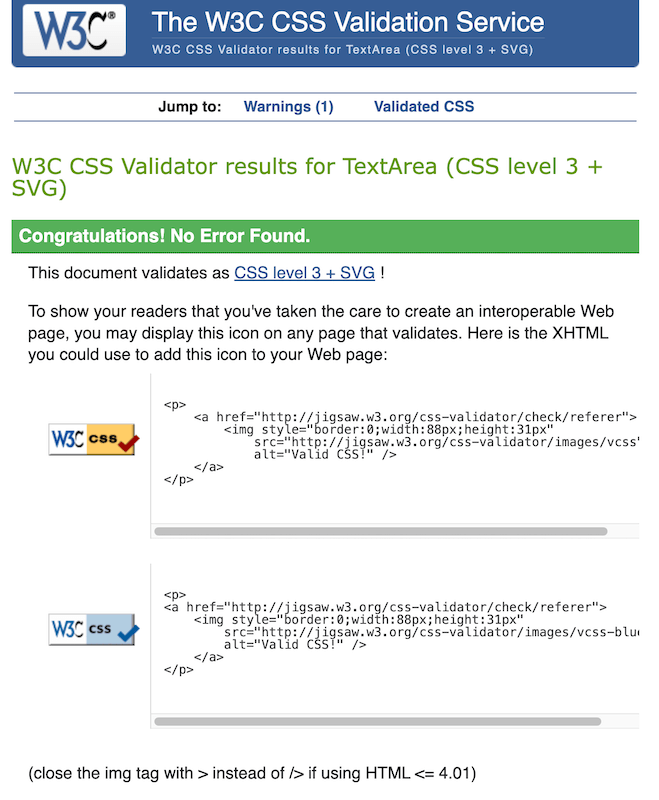 W3C®
The W3C CSS Validation Service
W3C CSS Validator results for TextArea (CSS level 3 + SVG)
Jump to: Warnings (1) Validated CSS
W3C CSS Validator results for TextArea (CSS level 3 +
SVG)
Congratulations! No Error Found.
This document validates as CSS level 3 + SVG !
To show your readers that you've taken the care to create an interoperable Web
page, you may display this icon on any page that validates. Here is the XHTML
you could use to add this icon to your Web page:
W3C css
<p>
<a href="http://jigsaw.w3.org/css-validator/check/referer">
<img style="border:0;width:88px;height:31px"
src="http://jigsaw.w3.org/css-validator/images/vcss"
alt="Valid CSS!" />
</a>
</p>
W3C css
<p>
<a href="http://jigsaw.w3.org/css-validator/check/referer">
<img style="border:0;width:88px;height:31px"
src="http://jigsaw.w3.org/css-validator/images/vcss-blu
alt="Valid CSS!" />
</a>
</p>
(close the img tag with > instead of /> if using HTML <= 4.01)